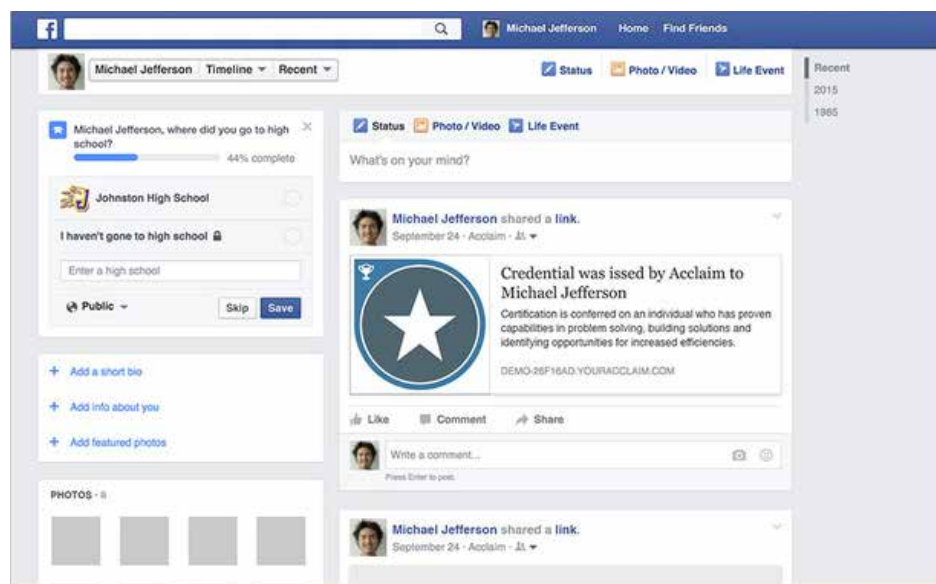 f
Michael Jefferson Home Find Friends
Michael Jefferson Timeline Recent
Status Photo / Video Life Event
Recent
2015
1985
Michael Jefferson, where did you go to high
school?
44% complete
Johnston High School
I haven't gone to high school
Enter a high school
Public
Skip Save
+ Add a short bio
+ Add info about you
+ Add featured photos
PHOTOS · 8
Status Photo / Video Life Event
What's on your mind?
Michael Jefferson shared a link.
September 24 · Acclaim ·
Credential was issed by Acclaim to
Michael Jefferson
Certification is conferred on an individual who has proven
capabilities in problem solving, building solutions and
identifying opportunities for increased efficiencies.
DEMO-26F16AD.YOURACCLAIM.COM
Like Comment Share
Write a comment...
Press Enter to post.
Michael Jefferson shared a link.
September 24 · Acclaim ·